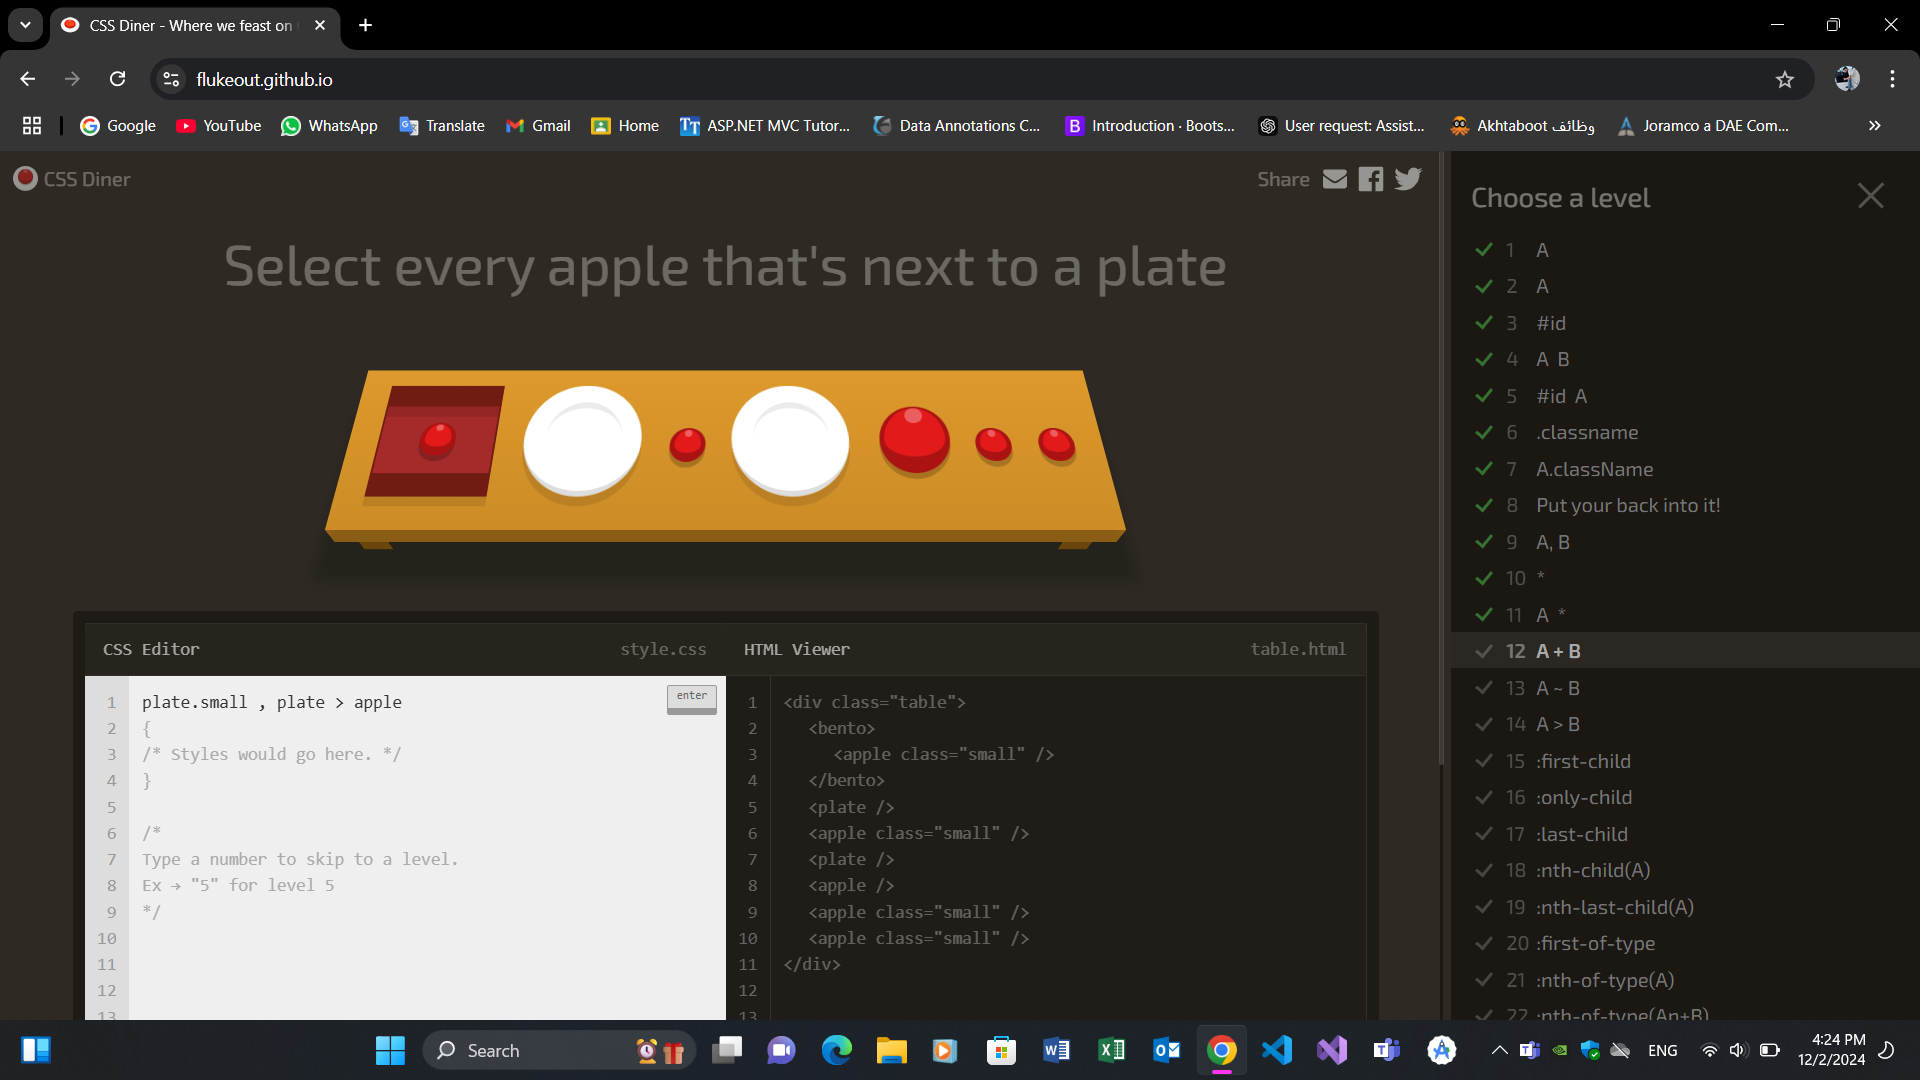 CSS Diner - Where we feast on
flukeout.github.io
Google
YouTube
WhatsApp
Translate
Gmail
Home
ASP.NET MVC Tutor...
Data Annotations C...
Introduction · Boots...
User request: Assist...
Akhtaboot وظائف
Joramco a DAE Com...
CSS Diner
Share
Select every apple that's next to a plate
CSS Editor
style.css
1 plate.small , plate > apple
enter
2 {
3 /* Styles would go here. */
4 }
5
6 /*
7 Type a number to skip to a level.
8 Ex → "5" for level 5
9 */
10
11
12
13
HTML Viewer
table.html
1 <div class="table">
2 <bento>
3 <apple class="small" />
4 </bento>
5 <plate />
6 <apple class="small" />
7 <plate />
8 <apple />
9 <apple class="small" />
10 <apple class="small" />
11 </div>
12
13
Choose a level
1 A
2 A
3 #id
4 A B
5 #id A
6 .classname
7 A.className
8 Put your back into it!
9 A, B
10 *
11 A *
12 A + B
13 A ~ B
14 A > B
15 :first-child
16 :only-child
17 :last-child
18 :nth-child(A)
19 :nth-last-child(A)
20 :first-of-type
21 :nth-of-type(A)
22 :nth-of-type(An+B)
Search
ENG
4:24 PM
12/2/2024